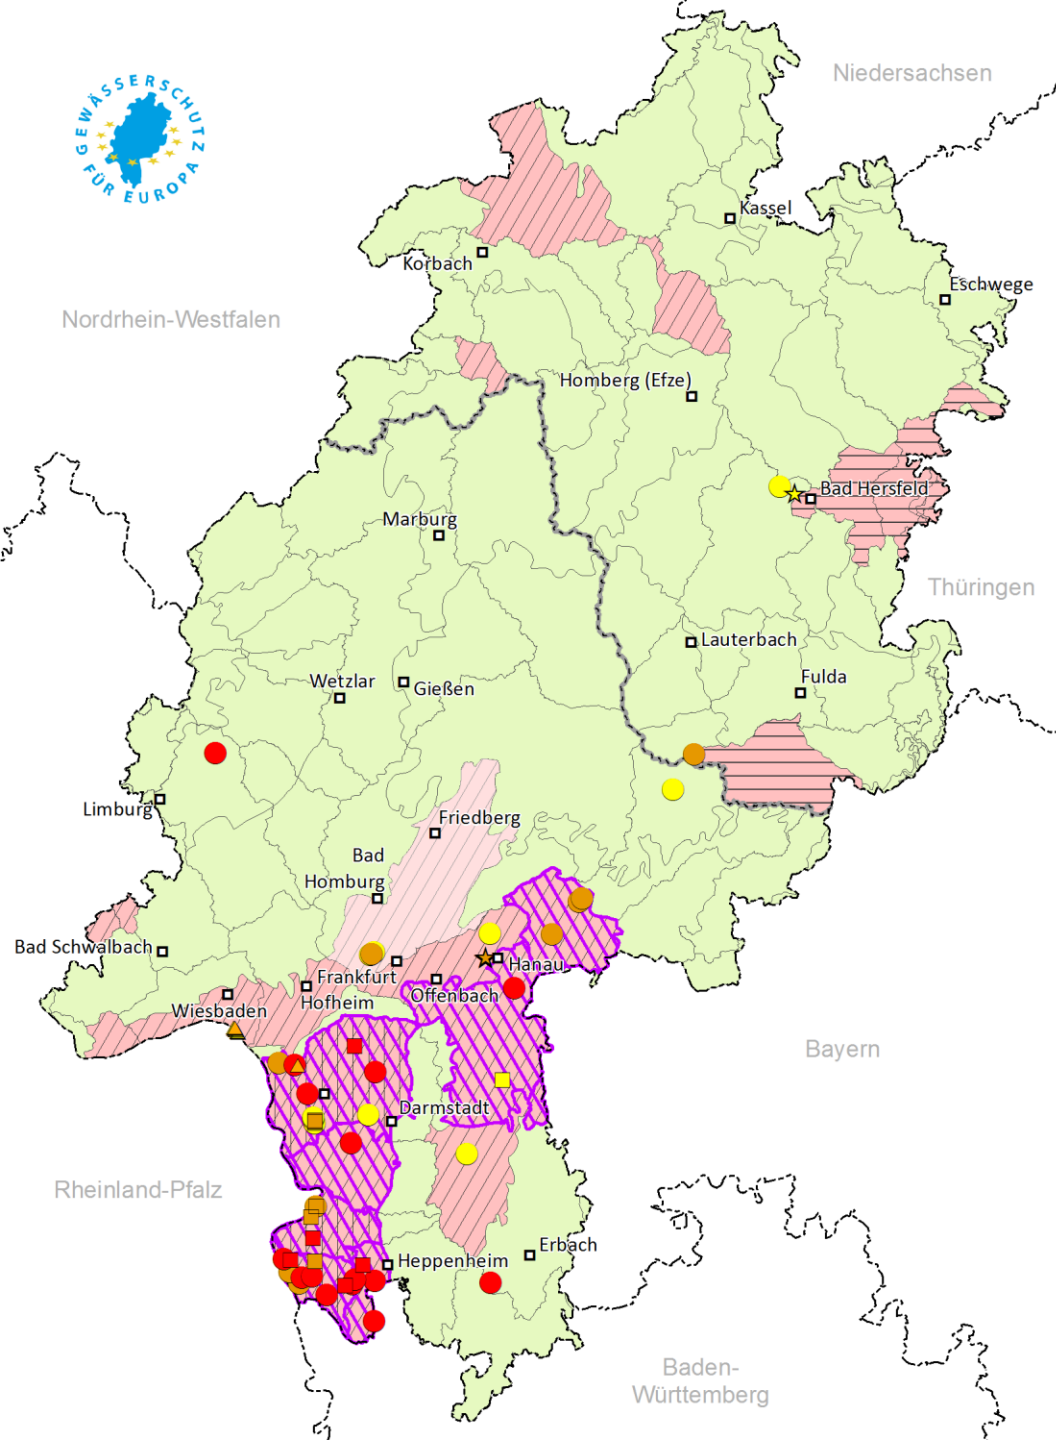 Niedersachsen
GEWÄSSERSCHUTZ
FÜR EUROPA
Kassel
Korbach
Eschwege
Nordrhein-Westfalen
Homberg (Efze)
Bad Hersfeld
Marburg
Thüringen
Lauterbach
Fulda
Wetzlar
Gießen
Limburg
Friedberg
Bad
Homburg
Bad Schwalbach
Frankfurt
Hanau
Offenbach
Hofheim
Wiesbaden
Bayern
Darmstadt
Rheinland-Pfalz
Erbach
Heppenheim
Baden-
Württemberg